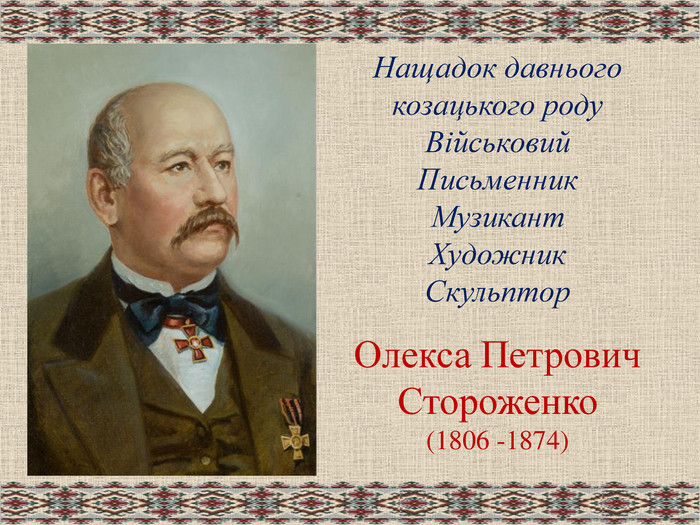 Нащадок давнього
козацького роду
Військовий
Письменник
Музикант
Художник
Скульптор
Олекса Петрович
Стороженко
(1806 -1874)